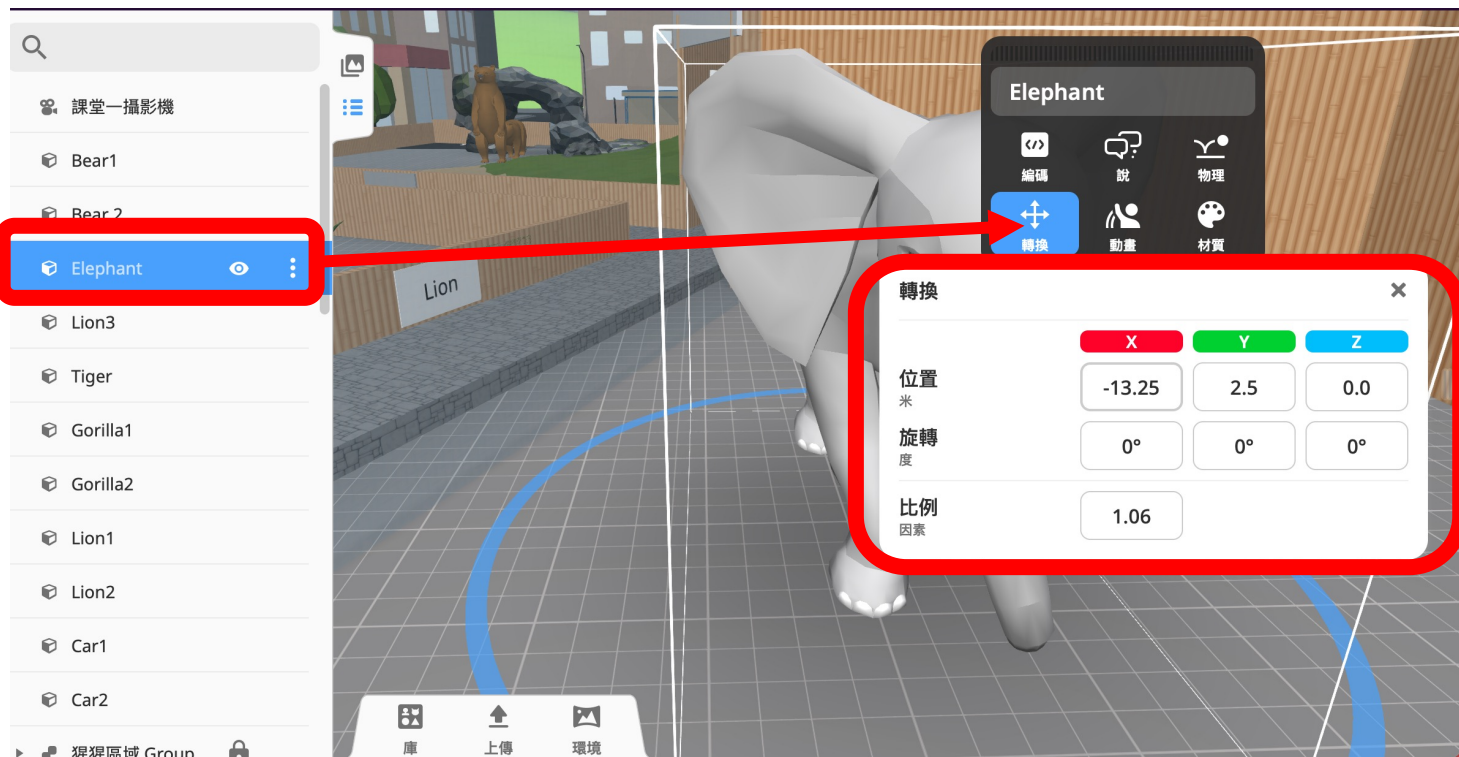 課堂一攝影機
Bear1
Bear 2
Elephant
Lion3
Tiger
Gorilla1
Gorilla2
Lion1
Lion2
Car1
Car2
猩猩區域 Group
Lion
庫
上傳
環境
Elephant
編碼
說
物理
轉換
動畫
材質
轉換
X Y Z
位置 -13.25 2.5 0.0
米
旋轉 0° 0° 0°
度
比例 1.06
因素